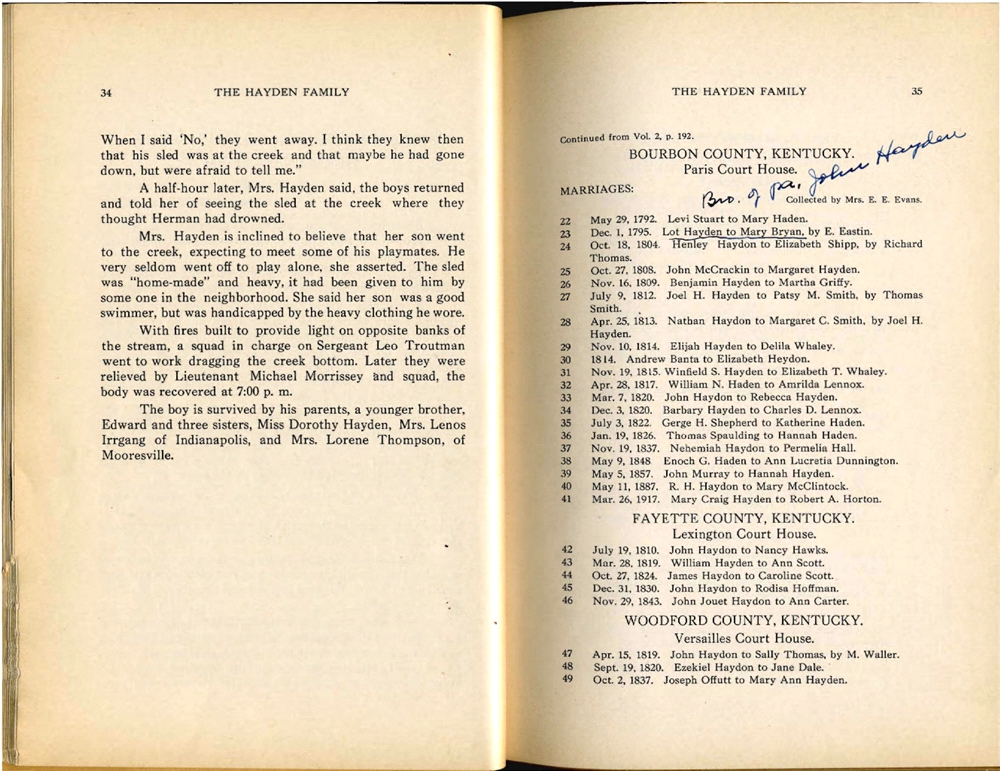 34
THE HAYDEN FAMILY
When I said 'No,' they went away. I think they knew then
that his sled was at the creek and that maybe he had gone
down, but were afraid to tell me."
A half-hour later, Mrs. Hayden said, the boys returned
and told her of seeing the sled at the creek where they
thought Herman had drowned.
Mrs. Hayden is inclined to believe that her son went
to the creek, expecting to meet some of his playmates. He
very seldom went off to play alone, she asserted. The sled
was "home-made" and heavy, it had been given to him by
some one in the neighborhood. She said her son was a good
swimmer, but was handicapped by the heavy clothing he wore.
With fires built to provide light on opposite banks of
the stream, a squad in charge on Sergeant Leo Troutman
went to work dragging the creek bottom. Later they were
relieved by Lieutenant Michael Morrissey and squad, the
body was recovered at 7:00 p. m.
The boy is survived by his parents, a younger brother,
Edward and three sisters, Miss Dorothy Hayden, Mrs. Lenos
Irrgang of Indianapolis, and Mrs. Lorene Thompson, of
Mooresville.
THE HAYDEN FAMILY
35
Continued from Vol. 2, p. 192.
BOURBON COUNTY, KENTUCKY.
Paris Court House.
Bro. of pa, John Hayden
MARRIAGES:
Collected by Mrs. E. E. Evans.
22 May 29, 1792. Levi Stuart to Mary Haden.
23 Dec. 1, 1795. Lot Hayden to Mary Bryan, by E. Eastin.
24 Oct. 18, 1804. Henley Haydon to Elizabeth Shipp, by Richard
Thomas.
25 Oct. 27, 1808. John McCrackin to Margaret Hayden.
26 Nov. 16, 1809. Benjamin Hayden to Martha Griffy.
27 July 9, 1812. Joel H. Hayden to Patsy M. Smith, by Thomas
Smith.
28 Apr. 25, 1813. Nathan Haydon to Margaret C. Smith, by Joel H.
Hayden.
29 Nov. 10, 1814. Elijah Hayden to Delila Whaley.
30 1814. Andrew Banta to Elizabeth Heydon.
31 Nov. 19, 1815. Winfield S. Hayden to Elizabeth T. Whaley.
32 Apr. 28, 1817. William N. Haden to Amrilda Lennox.
33 Mar. 7, 1820. John Haydon to Rebecca Hayden.
34 Dec. 3, 1820. Barbary Hayden to Charles D. Lennox.
35 July 3, 1822. Gerge H. Shepherd to Katherine Haden.
36 Jan. 19, 1826. Thomas Spaulding to Hannah Haden.
37 Nov. 19, 1837. Nehemiah Haydon to Permelia Hall.
38 May 9, 1848 Enoch G. Haden to Ann Lucretia Dunnington.
39 May 5, 1857. John Murray to Hannah Hayden.
40 May 11, 1887. R. H. Haydon to Mary McClintock.
41 Mar. 26, 1917. Mary Craig Hayden to Robert A. Horton.
FAYETTE COUNTY, KENTUCKY.
Lexington Court House.
42 July 19, 1810. John Haydon to Nancy Hawks.
43 Mar. 28, 1819. William Hayden to Ann Scott.
44 Oct. 27, 1824. James Haydon to Caroline Scott.
45 Dec. 31, 1830. John Haydon to Rodisa Hoffman.
46 Nov. 29, 1843. John Jouet Haydon to Ann Carter.
WOODFORD COUNTY, KENTUCKY.
Versailles Court House.
47 Apr. 15, 1819. John Haydon to Sally Thomas, by M. Waller.
48 Sept. 19, 1820. Ezekiel Haydon to Jane Dale.
49 Oct. 2, 1837. Joseph Offutt to Mary Ann Hayden.